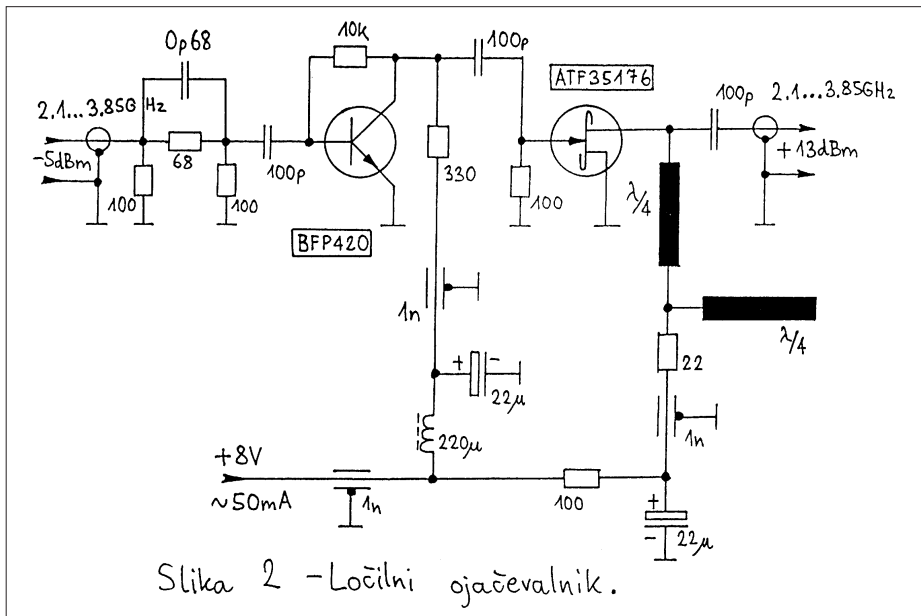 0p68
10k
100p
ATF35176
2.1...3.85GHz
100p
2.1...3.85GHz
-5dBm
+13dBm
68
100p
330
100
100
100
λ/4
BFP420
1n
λ/4
22
+ -
22μ
1n
220μ
+8V
~50mA
1n
100
+
-
22μ
Slika 2 - Ločilni ojačevalnik.